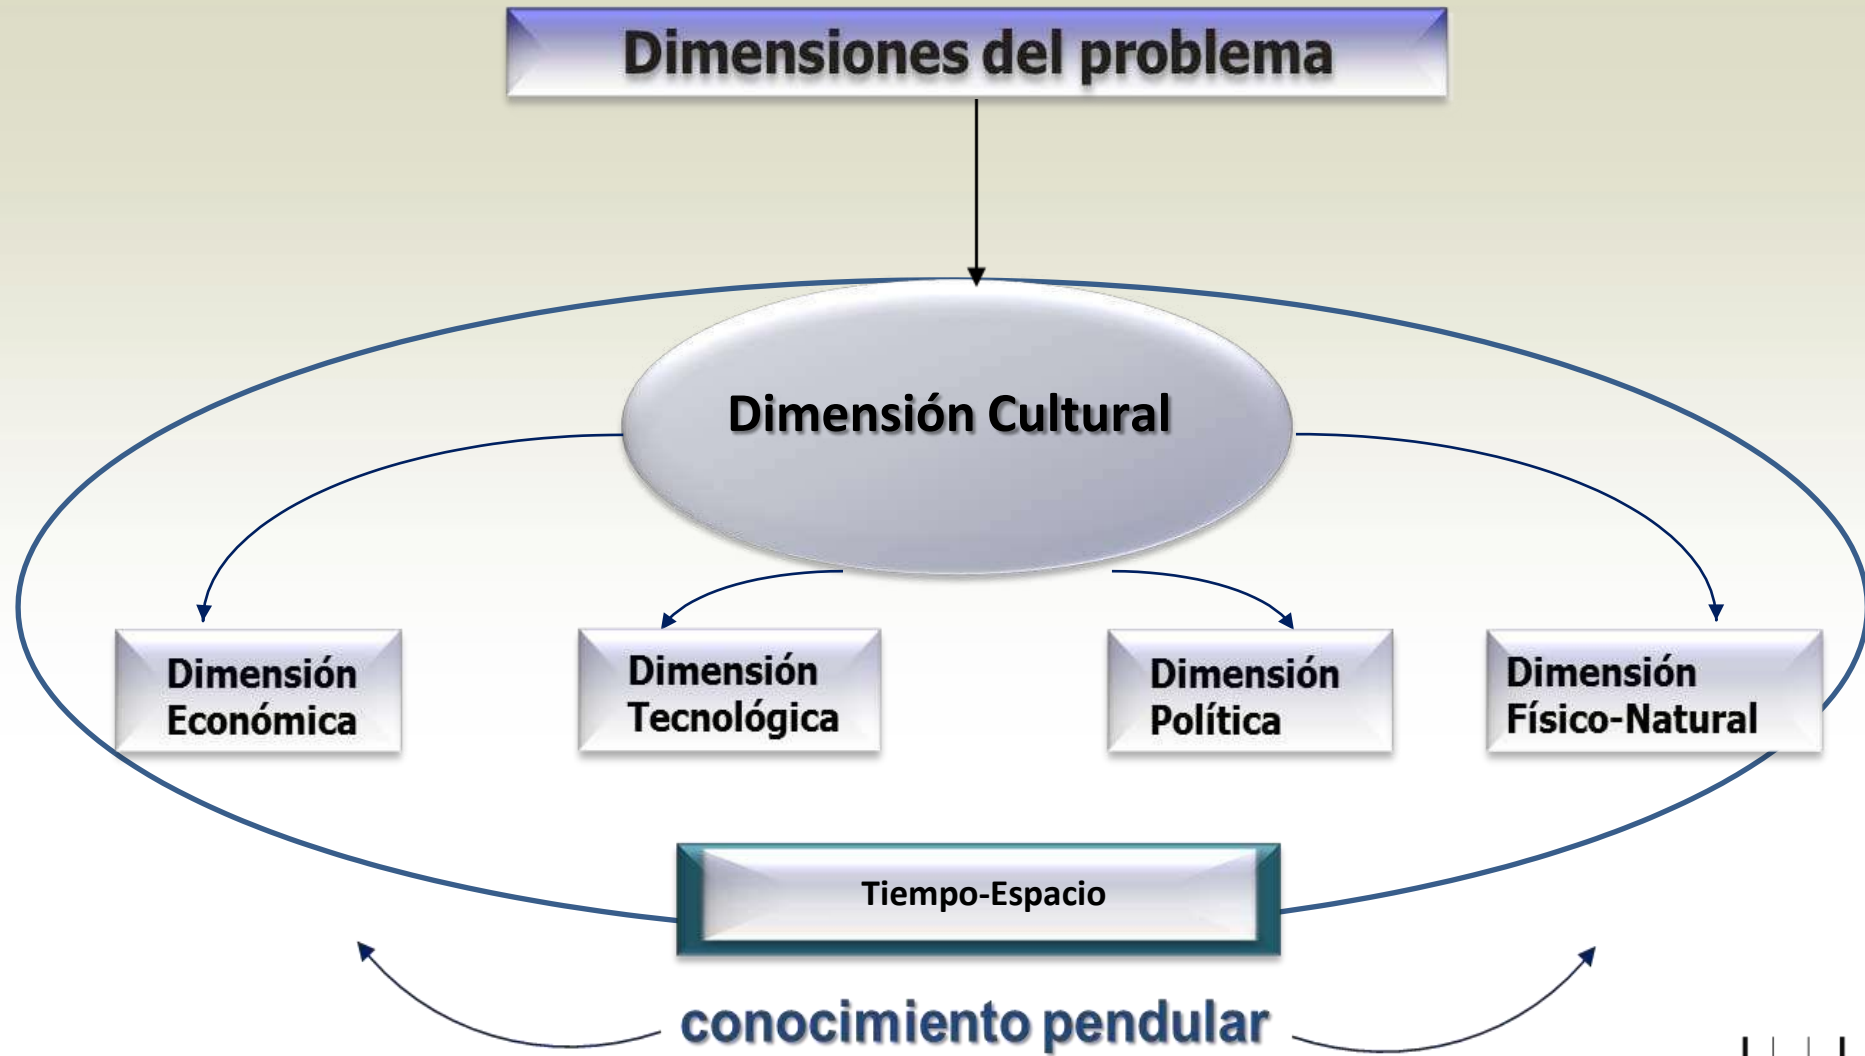 Dimensiones del problema
Dimensión Cultural
Dimensión
Económica
Dimensión
Tecnológica
Dimensión
Política
Dimensión
Físico-Natural
Tiempo-Espacio
conocimiento pendular